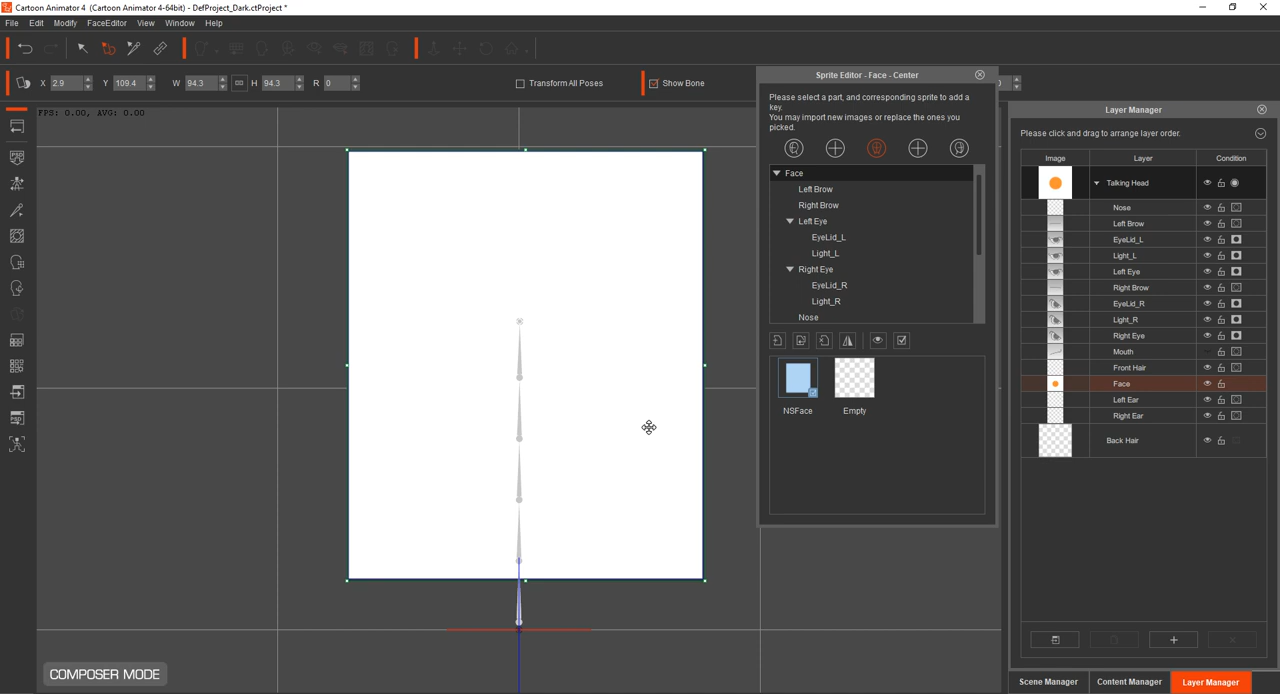 Cartoon Animator 4 (Cartoon Animator 4-64bit) - DefProject_Dark.ctProject *
File Edit Modify FaceEditor View Window Help
X 2.9 Y 109.4 W 94.3 H 94.3 R 0 Transform All Poses Show Bone 0
FPS: 0.00, AVG: 0.00
Sprite Editor - Face - Center
Please select a part, and corresponding sprite to add a
key.
You may import new images or replace the ones you
picked.
Face
Left Brow
Right Brow
Left Eye
EyeLid_L
Light_L
Right Eye
EyeLid_R
Light_R
Nose
NSFace Empty
Layer Manager
Please click and drag to arrange layer order.
Image Layer Condition
Talking Head
Nose
Left Brow
EyeLid_L
Light_L
Left Eye
Right Brow
EyeLid_R
Light_R
Right Eye
Mouth
Front Hair
Face
Left Ear
Right Ear
Back Hair
COMPOSER MODE
Scene Manager Content Manager Layer Manager